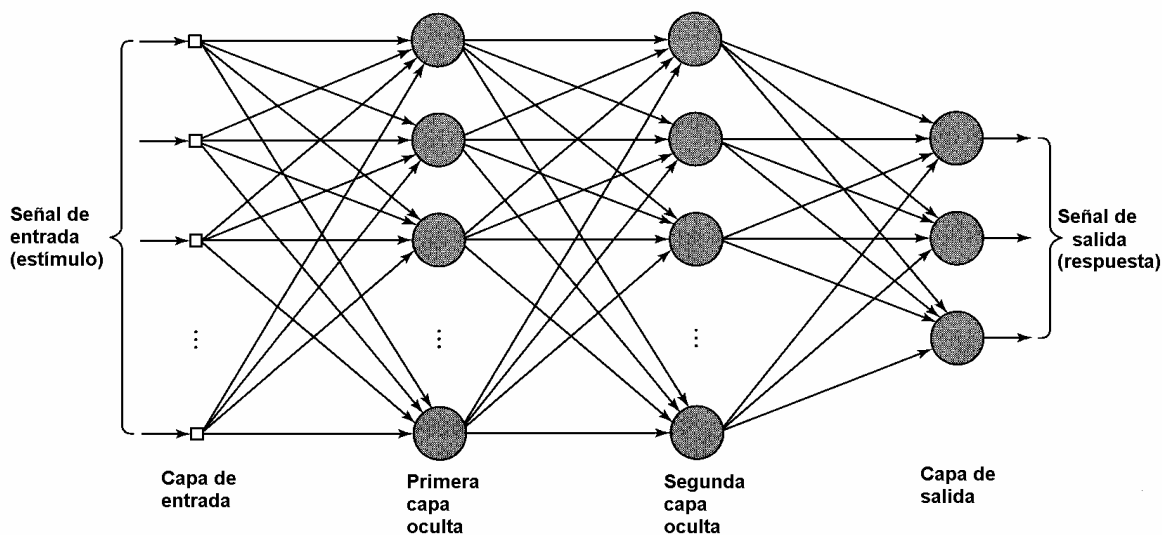 Señal de
entrada
(estímulo)
Capa de
entrada
Primera
capa
oculta
Segunda
capa
oculta
Capa de
salida
Señal de
salida
(respuesta)